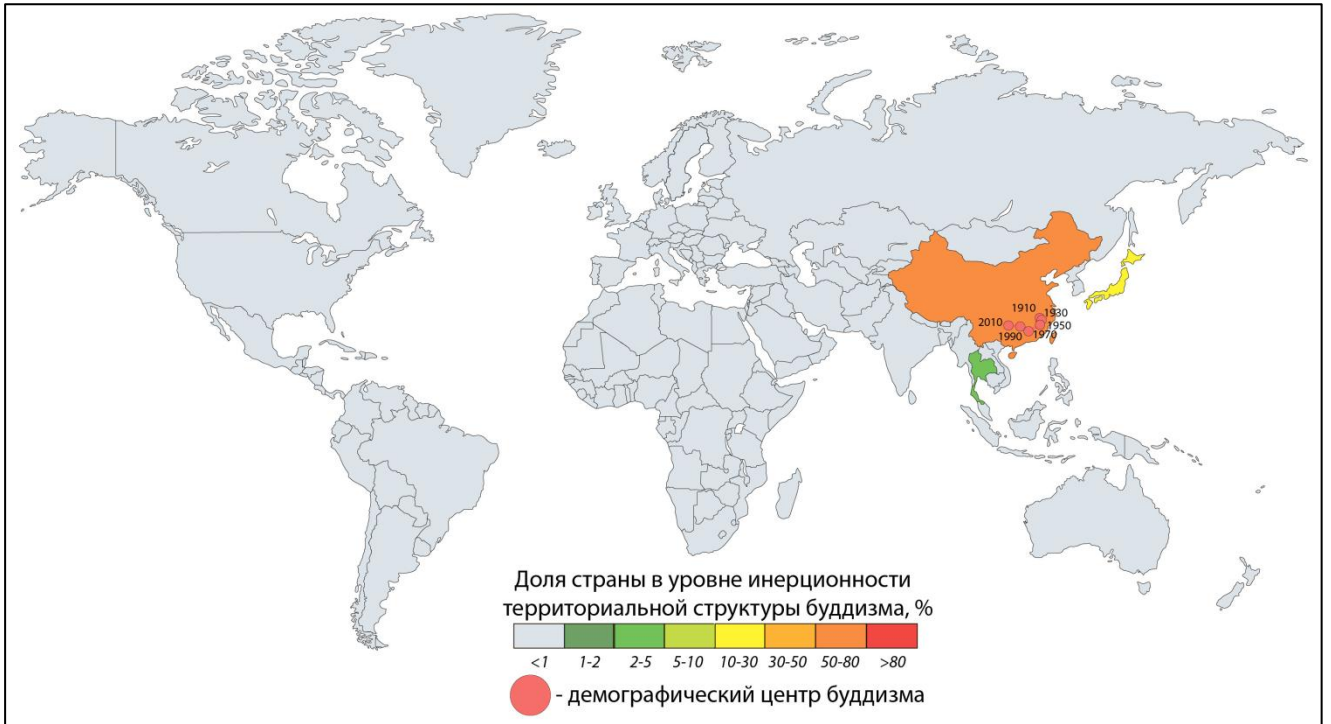 1910
1930
2010
1950
1990
1970
Доля страны в уровне инерционности
территориальной структуры буддизма, %
<1 1-2 2-5 5-10 10-30 30-50 50-80 >80
- демографический центр буддизма